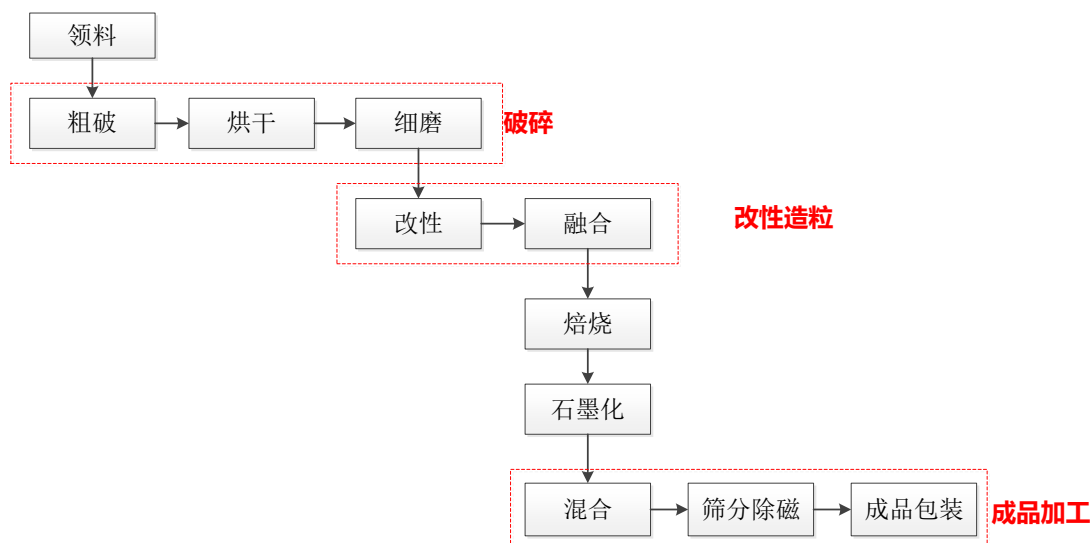 领料
粗破
烘干
细磨
破碎
改性
融合
改性造粒
焙烧
石墨化
混合
筛分除磁
成品包装
成品加工